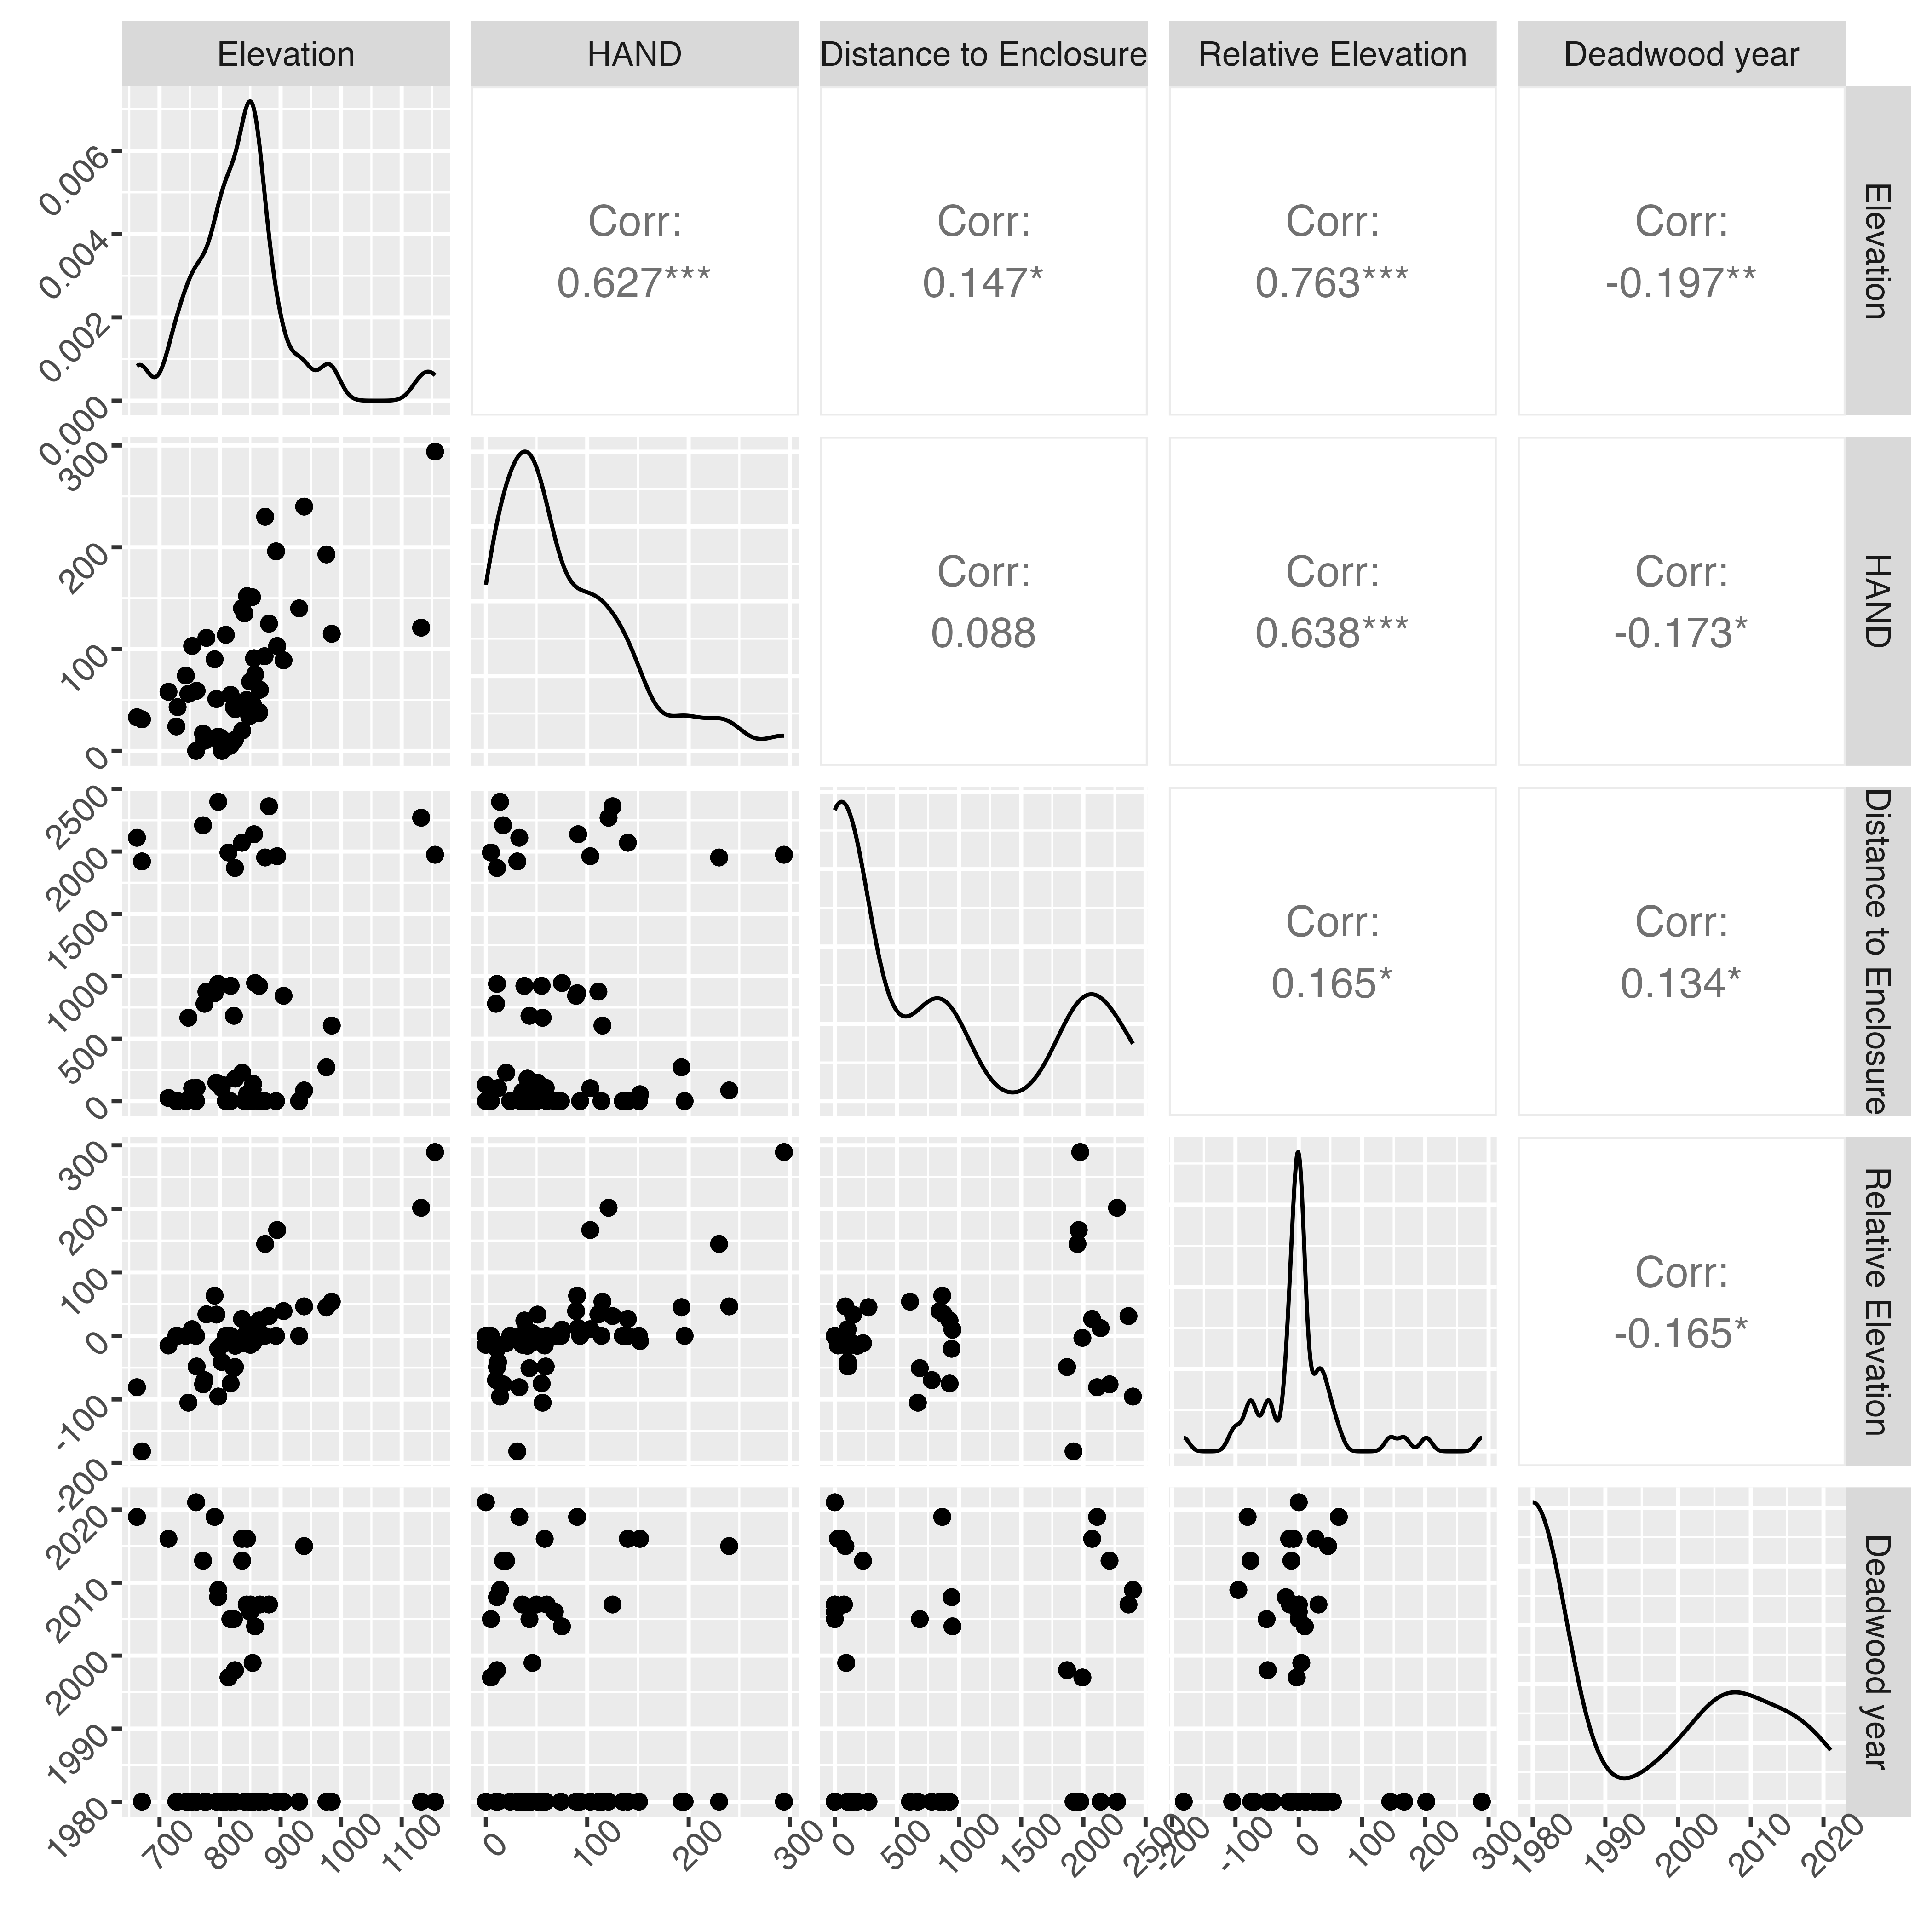 Elevation HAND Distance to Enclosure Relative Elevation Deadwood year
0.006
0.004
0.002
0.000
Corr:
0.627***
Corr:
0.147*
Corr:
0.763***
Corr:
-0.197**
Elevation
300
200
100
0
Corr:
0.088
Corr:
0.638***
Corr:
-0.173*
HAND
2500
2000
1500
1000
500
0
Corr:
0.165*
Corr:
0.134*
Distance to Enclosure
300
200
100
0
-100
-200
Corr:
-0.165*
Relative Elevation
2020
2010
2000
1990
1980
Deadwood year
700 800 900 1000 1100 0 100 200 300 0 500 1000 1500 2000 2500 -200 -100 0 100 200 300 1980 1990 2000 2010 2020